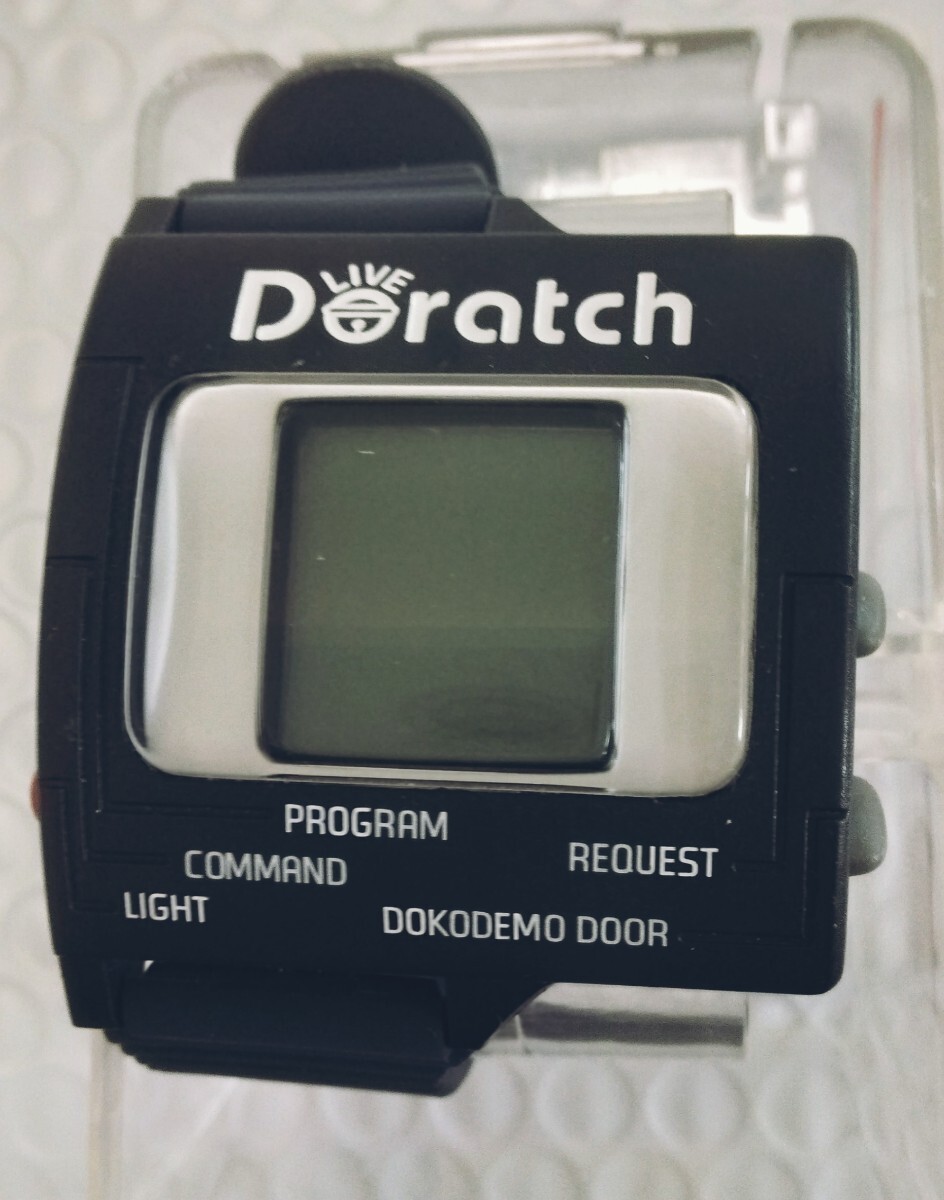 LIVE
Doratch
PROGRAM
COMMAND
REQUEST
LIGHT
DOKODEMO DOOR